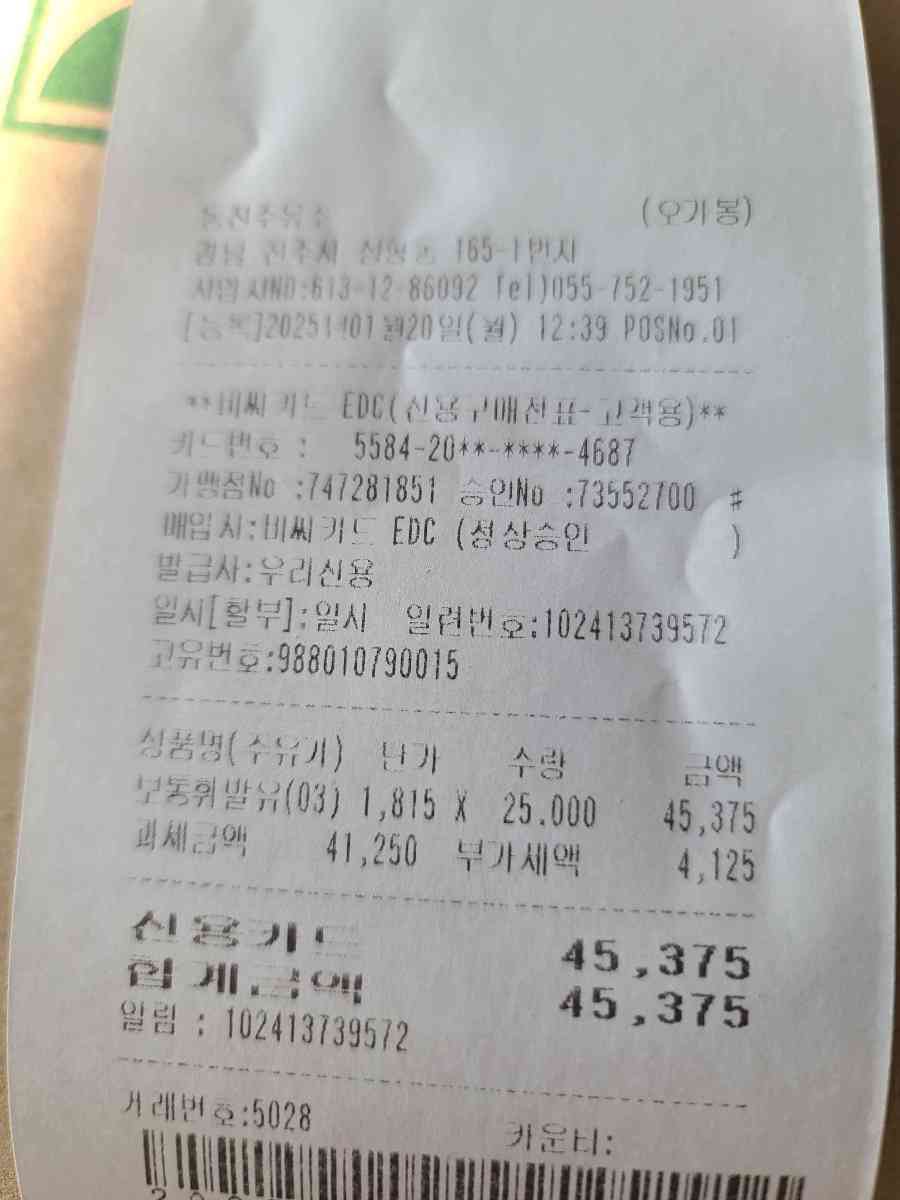 동진주유소 (오가봉)
경남 진주시 165-1번지
사업자NO:613-12-86092 Tel)055-752-1951
[등록]2025년01월20일(월) 12:39 POSNo.01
**비씨카드 EDC(신용구매전표-고객용)**
카드번호 : 5584-20**-****-4687
가맹점No :747281851 승인No :73552700 #
매입사:비씨카드 EDC (정상승인 )
발급사:우리신용
일시[할부]:일시 일련번호:102413739572
고유번호:988010790015
상품명(주유기) 단가 수량 금액
보통휘발유(03) 1,815 X 25.000 45,375
과세금액 41,250 부가세액 4,125
신용카드 45,375
합계금액 45,375
알림 : 102413739572
거래번호:5028 카운터: